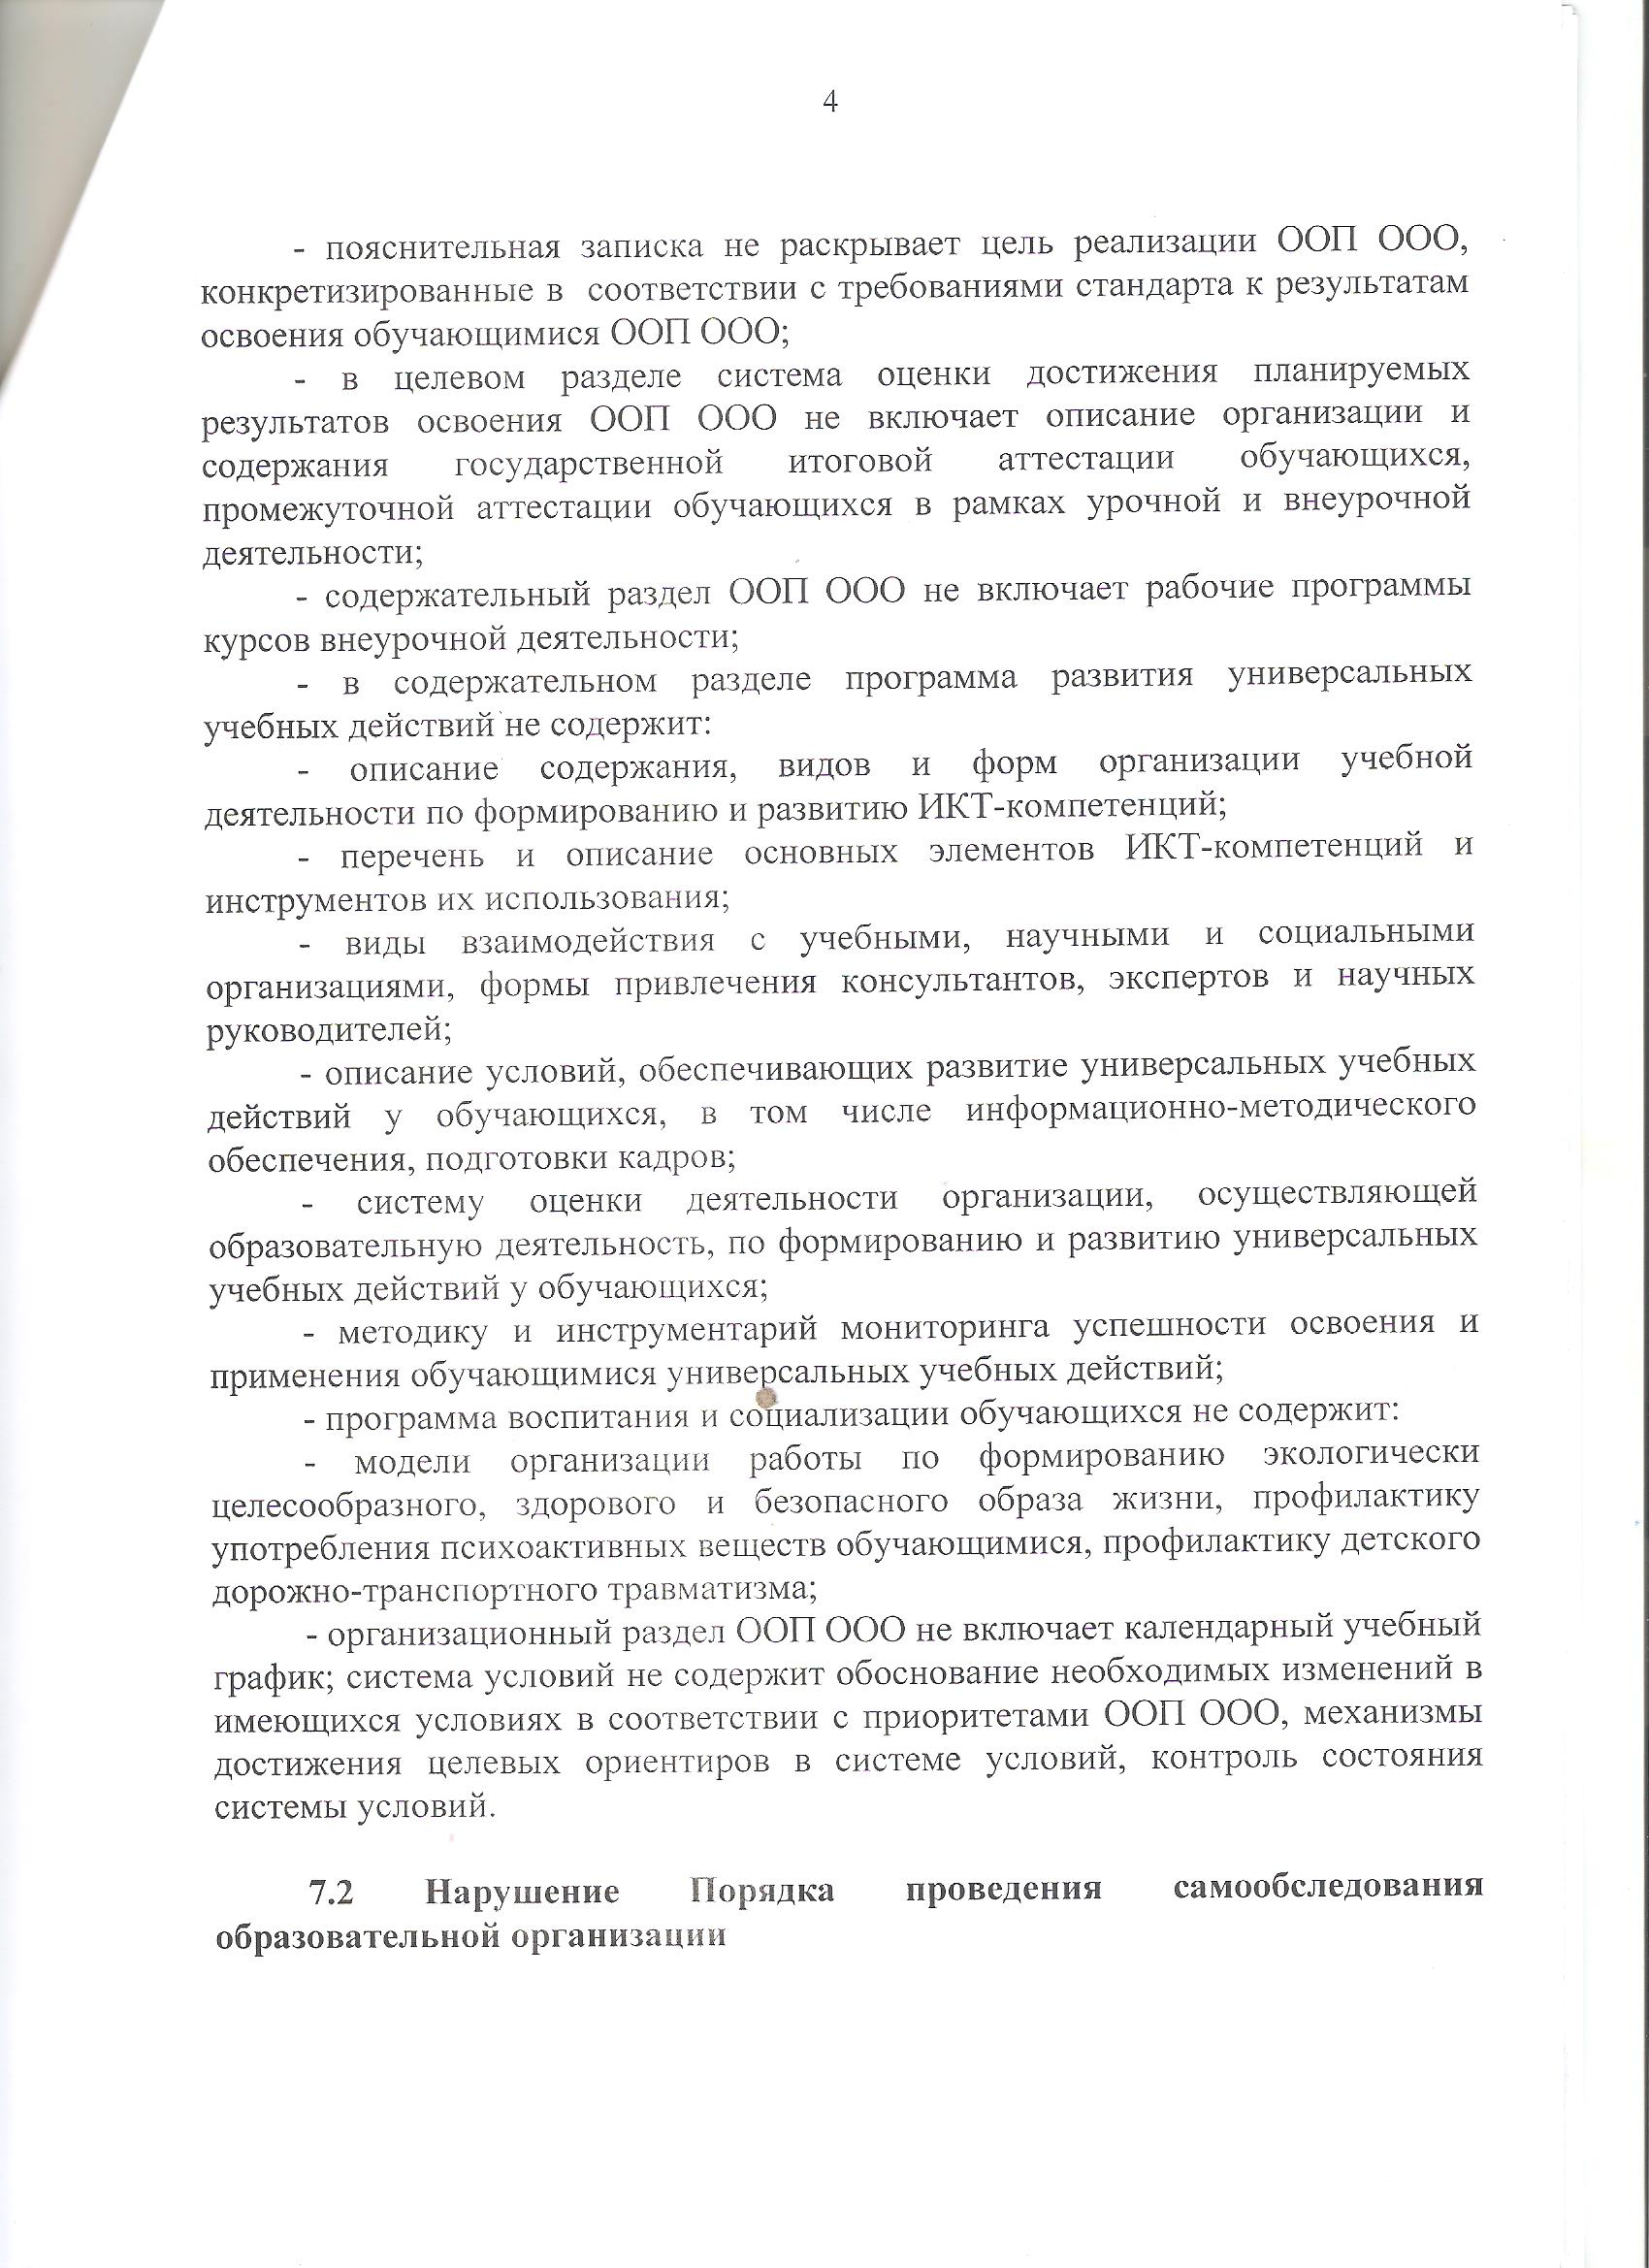 4
- пояснительная записка не раскрывает цель реализации ООП ООО,
конкретизированные в соответствии с требованиями стандарта к результатам
освоения обучающимися ООП ООО;
- в целевом разделе система оценки достижения планируемых
результатов освоения ООП ООО не включает описание организации и
содержания государственной итоговой аттестации обучающихся,
промежуточной аттестации обучающихся в рамках урочной и внеурочной
деятельности;
- содержательный раздел ООП ООО не включает рабочие программы
курсов внеурочной деятельности;
- в содержательном разделе программа развития универсальных
учебных действий не содержит:
- описание содержания, видов и форм организации учебной
деятельности по формированию и развитию ИКТ-компетенций;
- перечень и описание основных элементов ИКТ-компетенций и
инструментов их использования;
- виды взаимодействия с учебными, научными и социальными
организациями, формы привлечения консультантов, экспертов и научных
руководителей;
- описание условий, обеспечивающих развитие универсальных учебных
действий у обучающихся, в том числе информационно-методического
обеспечения, подготовки кадров;
- систему оценки деятельности организации, осуществляющей
образовательную деятельность, по формированию и развитию универсальных
учебных действий у обучающихся;
- методику и инструментарий мониторинга успешности освоения и
применения обучающимися универсальных учебных действий;
- программа воспитания и социализации обучающихся не содержит:
- модели организации работы по формированию экологически
целесообразного, здорового и безопасного образа жизни, профилактику
употребления психоактивных веществ обучающимися, профилактику детского
дорожно-транспортного травматизма;
- организационный раздел ООП ООО не включает календарный учебный
график; система условий не содержит обоснование необходимых изменений в
имеющихся условиях в соответствии с приоритетами ООП ООО, механизмы
достижения целевых ориентиров в системе условий, контроль состояния
системы условий.
7.2 Нарушение Порядка проведения самообследования
образовательной организации